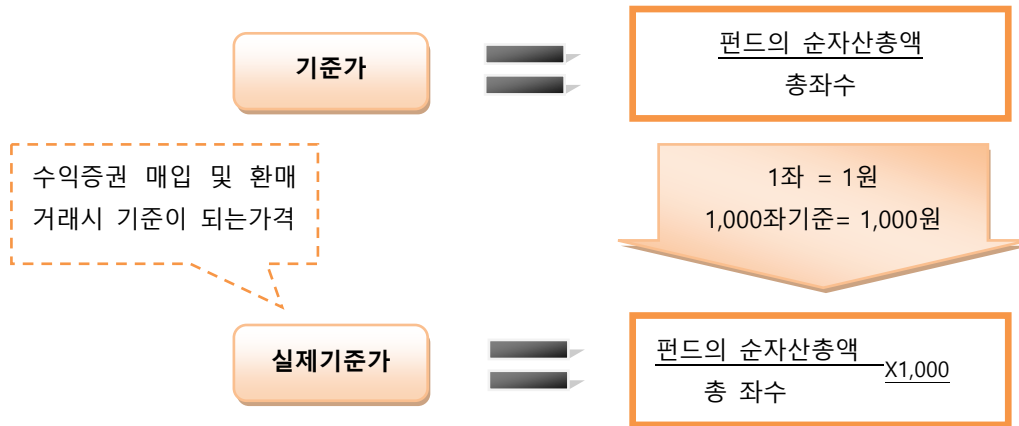 기준가
펀드의 순자산총액
총좌수
수익증권 매입 및 환매
거래시 기준이 되는가격
1좌 = 1원
1,000좌기준= 1,000원
실제기준가
펀드의 순자산총액
총 좌수
X1,000